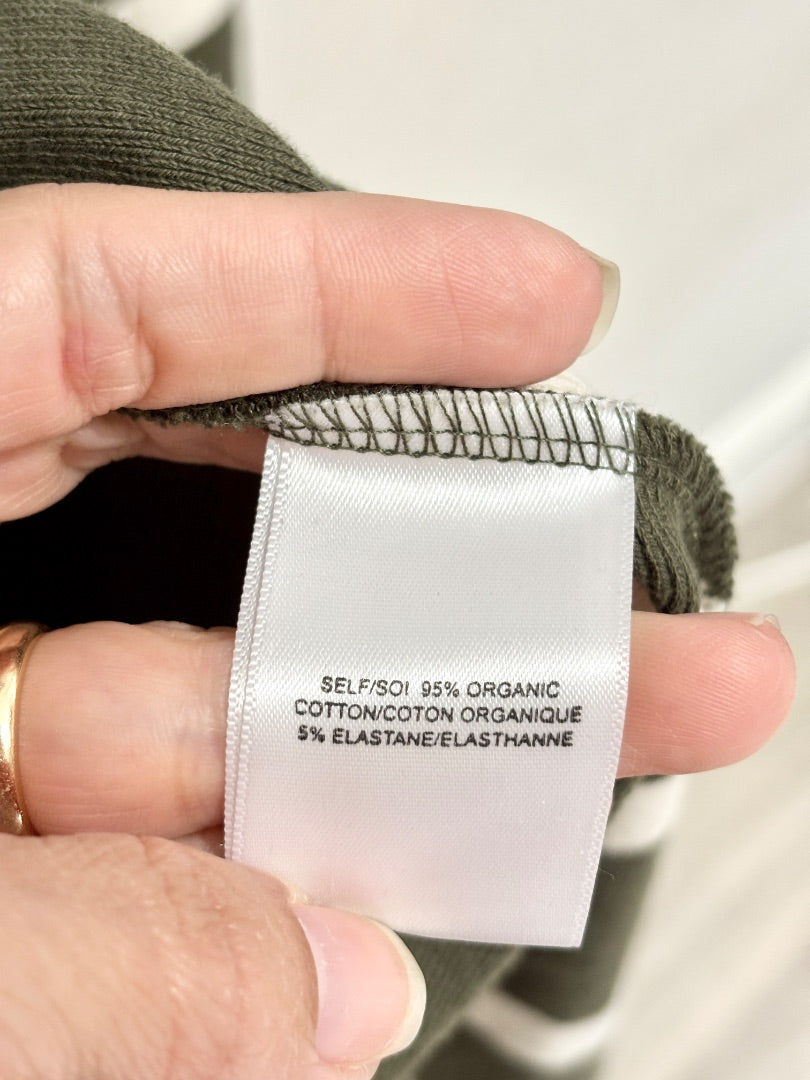 SELF/SOI 95% ORGANIC
COTTON/COTON ORGANIQUE
5% ELASTANE/ELASTHANNE